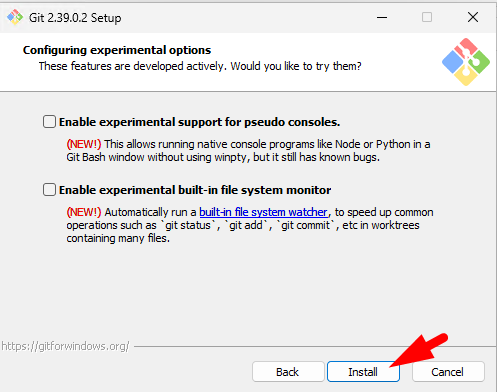 Git 2.39.0.2 Setup
Configuring experimental options
These features are developed actively. Would you like to try them?
Enable experimental support for pseudo consoles.
(NEW!) This allows running native console programs like Node or Python in a
Git Bash window without using winpty, but it still has known bugs.
Enable experimental built-in file system monitor
(NEW!) Automatically run a built-in file system watcher, to speed up common
operations such as `git status`, `git add`, `git commit`, etc in worktrees
containing many files.
https://gitforwindows.org/
Back Install Cancel